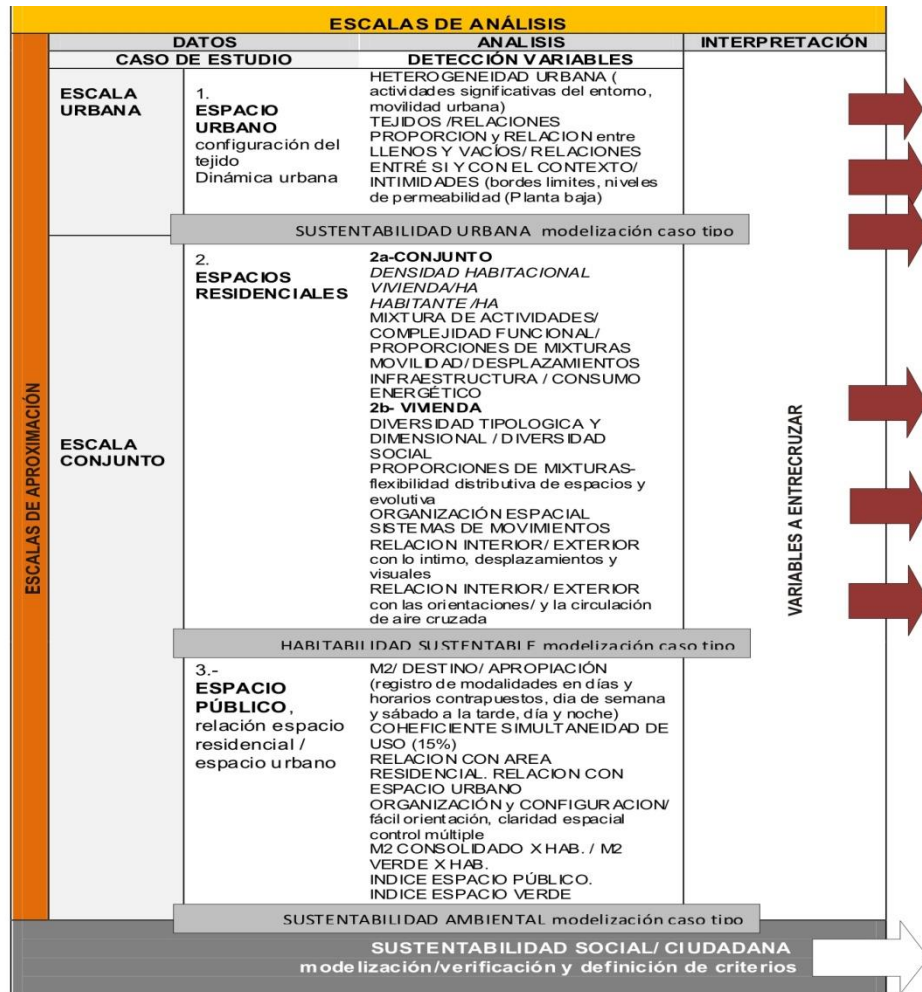 ESCALAS DE ANÁLISIS
DATOS
ANALISIS
INTERPRETACIÓN
CASO DE ESTUDIO
DETECCIÓN VARIABLES
ESCALAS DE APROXIMACIÓN
ESCALA
URBANA
1.
ESPACIO
URBANO
configuración del
tejido
Dinámica urbana
HETEROGENEIDAD URBANA (
actividades significativas del entorno,
movilidad urbana)
TEJIDOS /RELACIONES
PROPORCION y RELACION entre
LLENOS Y VACÍOS/ RELACIONES
ENTRÉ SI Y CON EL CONTEXTO/
INTIMIDADES (bordes limites, niveles
de permeabilidad (Planta baja)
SUSTENTABILIDAD URBANA modelización caso tipo
ESCALA
CONJUNTO
2.
ESPACIOS
RESIDENCIALES
2a-CONJUNTO
DENSIDAD HABITACIONAL
VIVIENDA/HA
HABITANTE /HA
MIXTURA DE ACTIVIDADES/
COMPLEJIDAD FUNCIONAL/
PROPORCIONES DE MIXTURAS
MOVILIDAD/ DESPLAZAMIENTOS
INFRAESTRUCTURA / CONSUMO
ENERGÉTICO
2b- VIVIENDA
DIVERSIDAD TIPOLOGICA Y
DIMENSIONAL / DIVERSIDAD
SOCIAL
PROPORCIONES DE MIXTURAS-
flexibilidad distributiva de espacios y
evolutiva
ORGANIZACIÓN ESPACIAL
SISTEMAS DE MOVIMIENTOS
RELACION INTERIOR/ EXTERIOR
con lo intimo, desplazamientos y
visuales
RELACION INTERIOR/ EXTERIOR
con las orientaciones/ y la circulación
de aire cruzada
VARIABLES A ENTRECRUZAR
HABITABILIDAD SUSTENTABLE modelización caso tipo
3.-
ESPACIO
PÚBLICO,
relación espacio
residencial /
espacio urbano
M2/ DESTINO/ APROPIACIÓN
(registro de modalidades en días y
horarios contrapuestos, dia de semana
y sábado a la tarde, día y noche)
COHEFICIENTE SIMULTANEIDAD DE
USO (15%)
RELACION CON AREA
RESIDENCIAL. RELACION CON
ESPACIO URBANO
ORGANIZACIÓN y CONFIGURACION/
fácil orientación, claridad espacial
control múltiple
M2 CONSOLIDADO X HAB. / M2
VERDE X HAB.
INDICE ESPACIO PÚBLICO.
INDICE ESPACIO VERDE
SUSTENTABILIDAD AMBIENTAL modelización caso tipo
SUSTENTABILIDAD SOCIAL/ CIUDADANA
modelización/verificación y definición de criterios